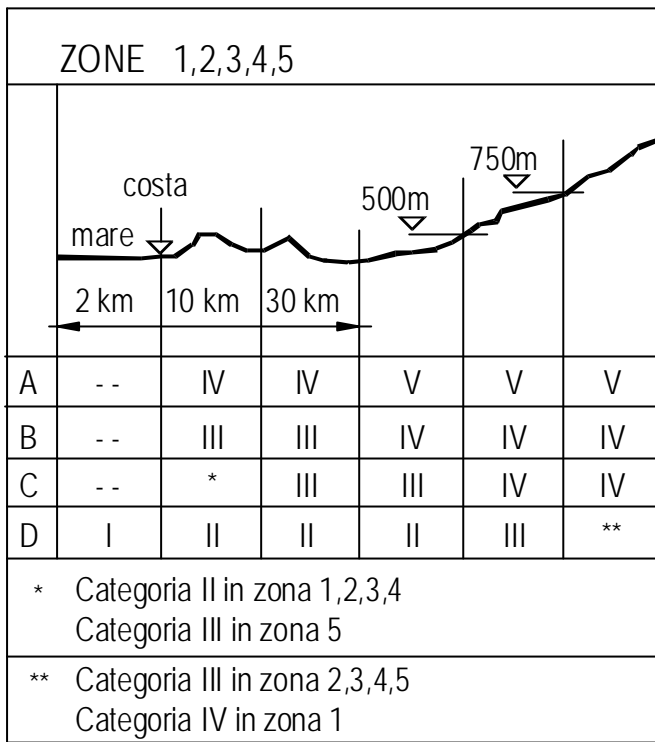 ZONE 1,2,3,4,5
750m
costa
500m
mare
2 km 10 km 30 km
A -- IV IV V V V
B -- III III IV IV IV
C -- * III III IV IV
D I II II II III **
* Categoria II in zona 1,2,3,4
Categoria III in zona 5
** Categoria III in zona 2,3,4,5
Categoria IV in zona 1